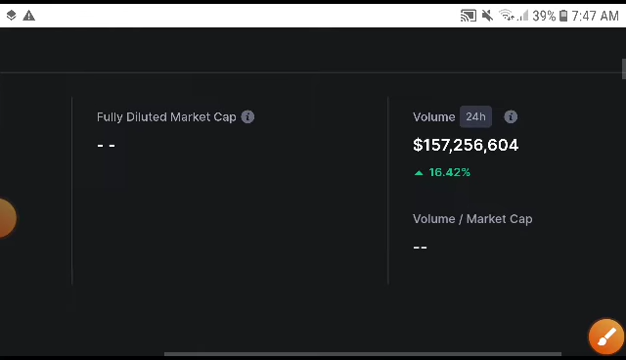 39% 7:47 AM
Fully Diluted Market Cap
- -
Volume 24h
$157,256,604
16.42%
Volume / Market Cap
--